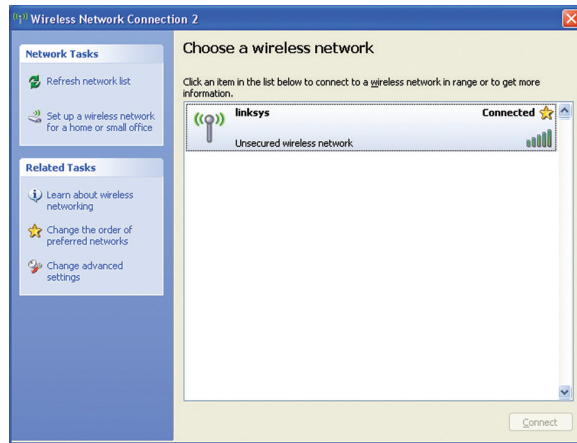 Wireless Network Connection 2
Network Tasks
Refresh network list
Set up a wireless network
for a home or small office
Related Tasks
Learn about wireless
networking
Change the order of
preferred networks
Change advanced
settings
Choose a wireless network
Click an item in the list below to connect to a wireless network in range or to get more
information.
linksys
Connected
Unsecured wireless network
Connect